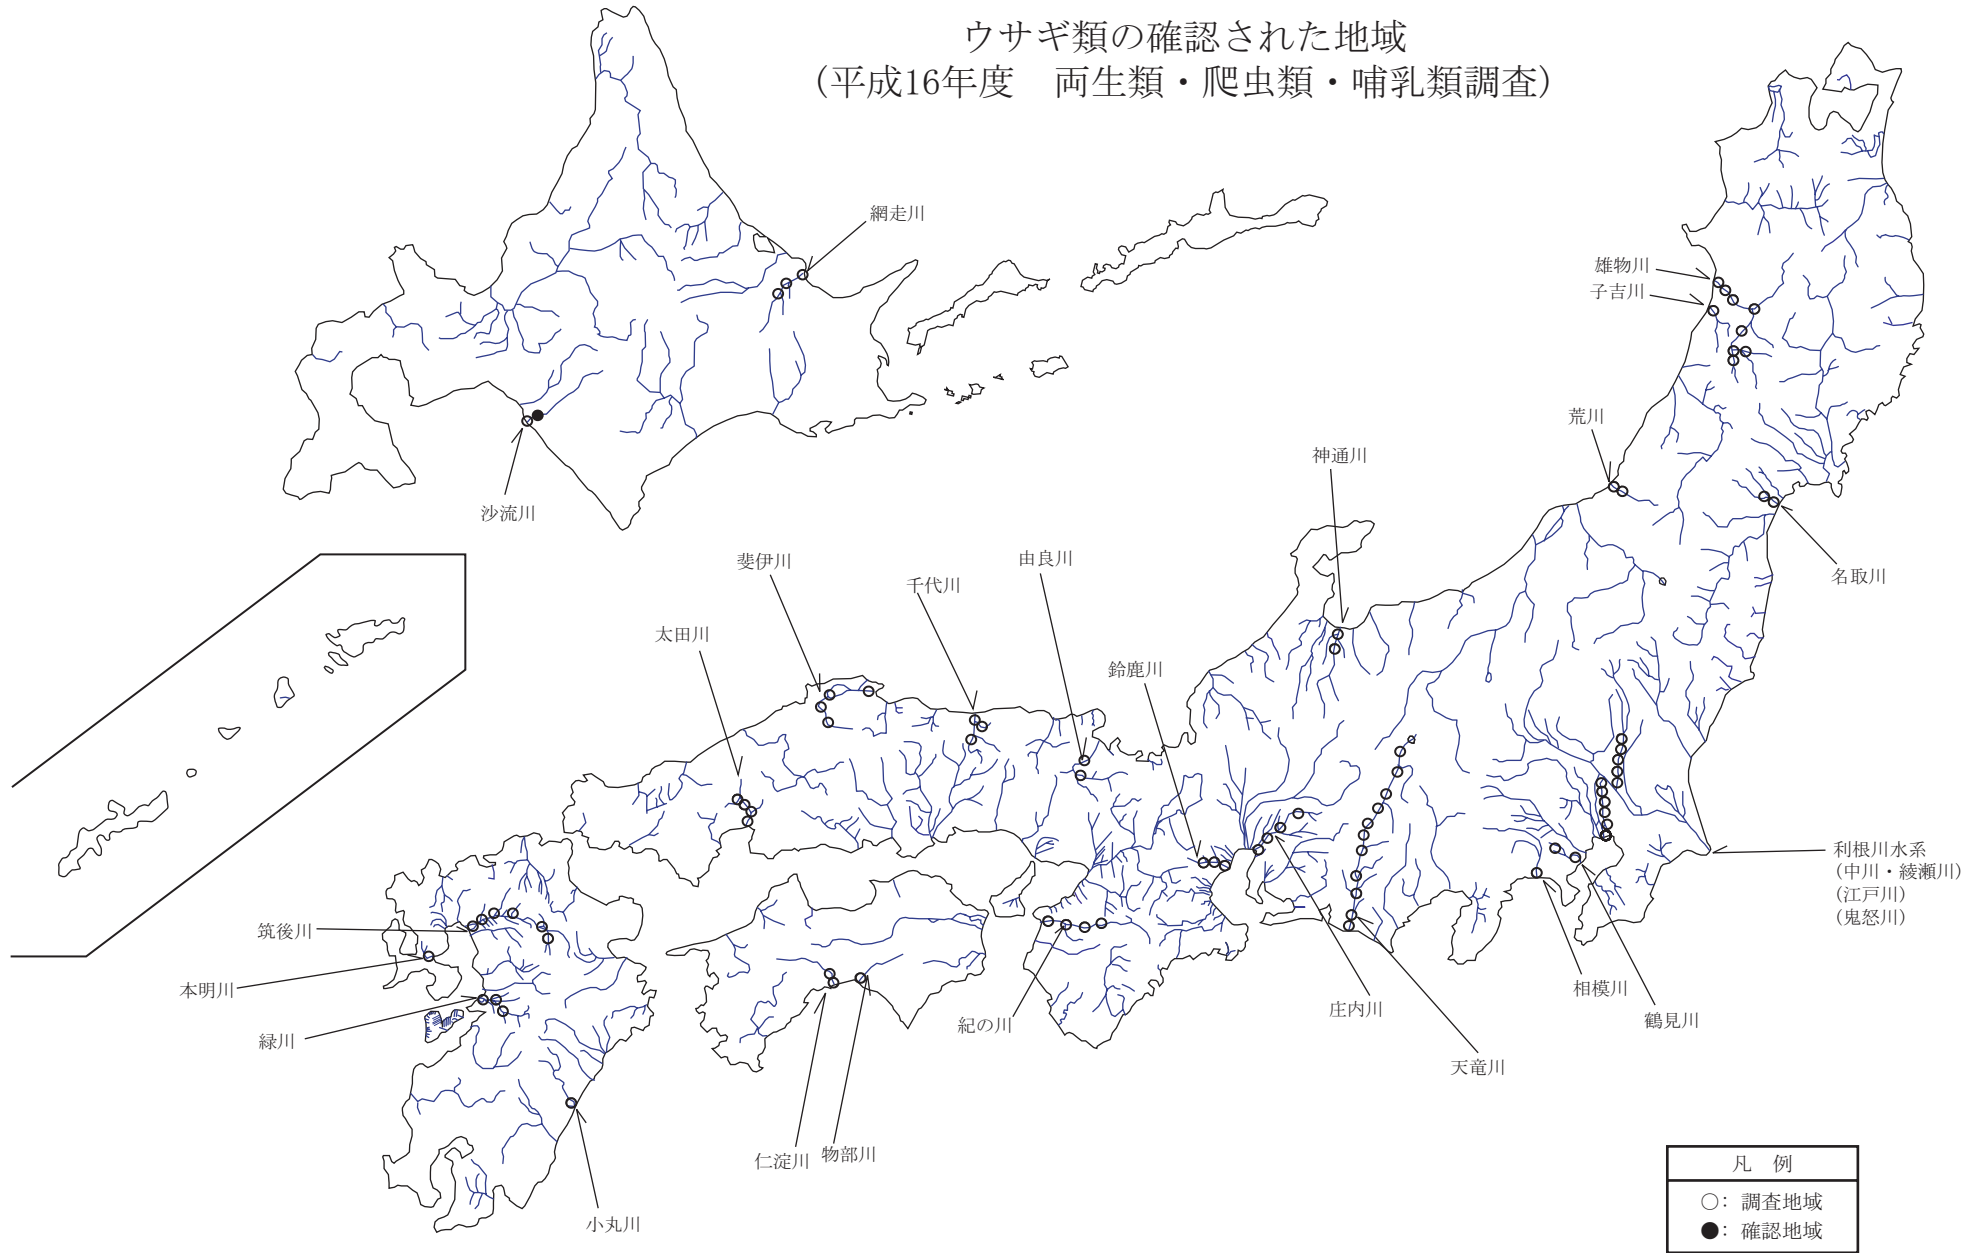 ウサギ類の確認された地域
(平成16年度　両生類・爬虫類・哺乳類調査)
網走川
沙流川
雄物川
子吉川
荒川
名取川
神通川
斐伊川
千代川
由良川
太田川
鈴鹿川
利根川水系
(中川・綾瀬川)
(江戸川)
(鬼怒川)
筑後川
本明川
緑川
紀の川
庄内川
相模川
鶴見川
天竜川
仁淀川
物部川
小丸川
凡　例
○：調査地域
●：確認地域